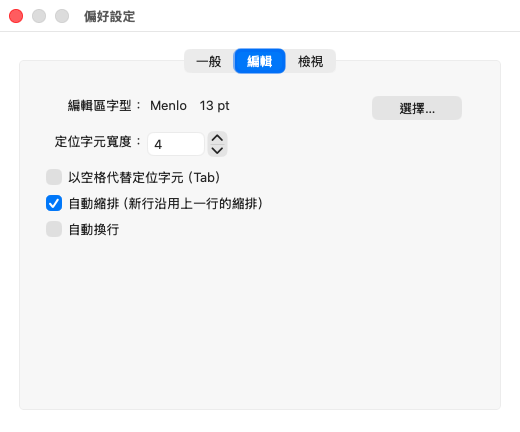 偏好設定
一般 編輯 檢視
編輯區字型： Menlo 13 pt 選擇...
定位字元寬度： 4
以空格代替定位字元 (Tab)
自動縮排 (新行沿用上一行的縮排)
自動換行